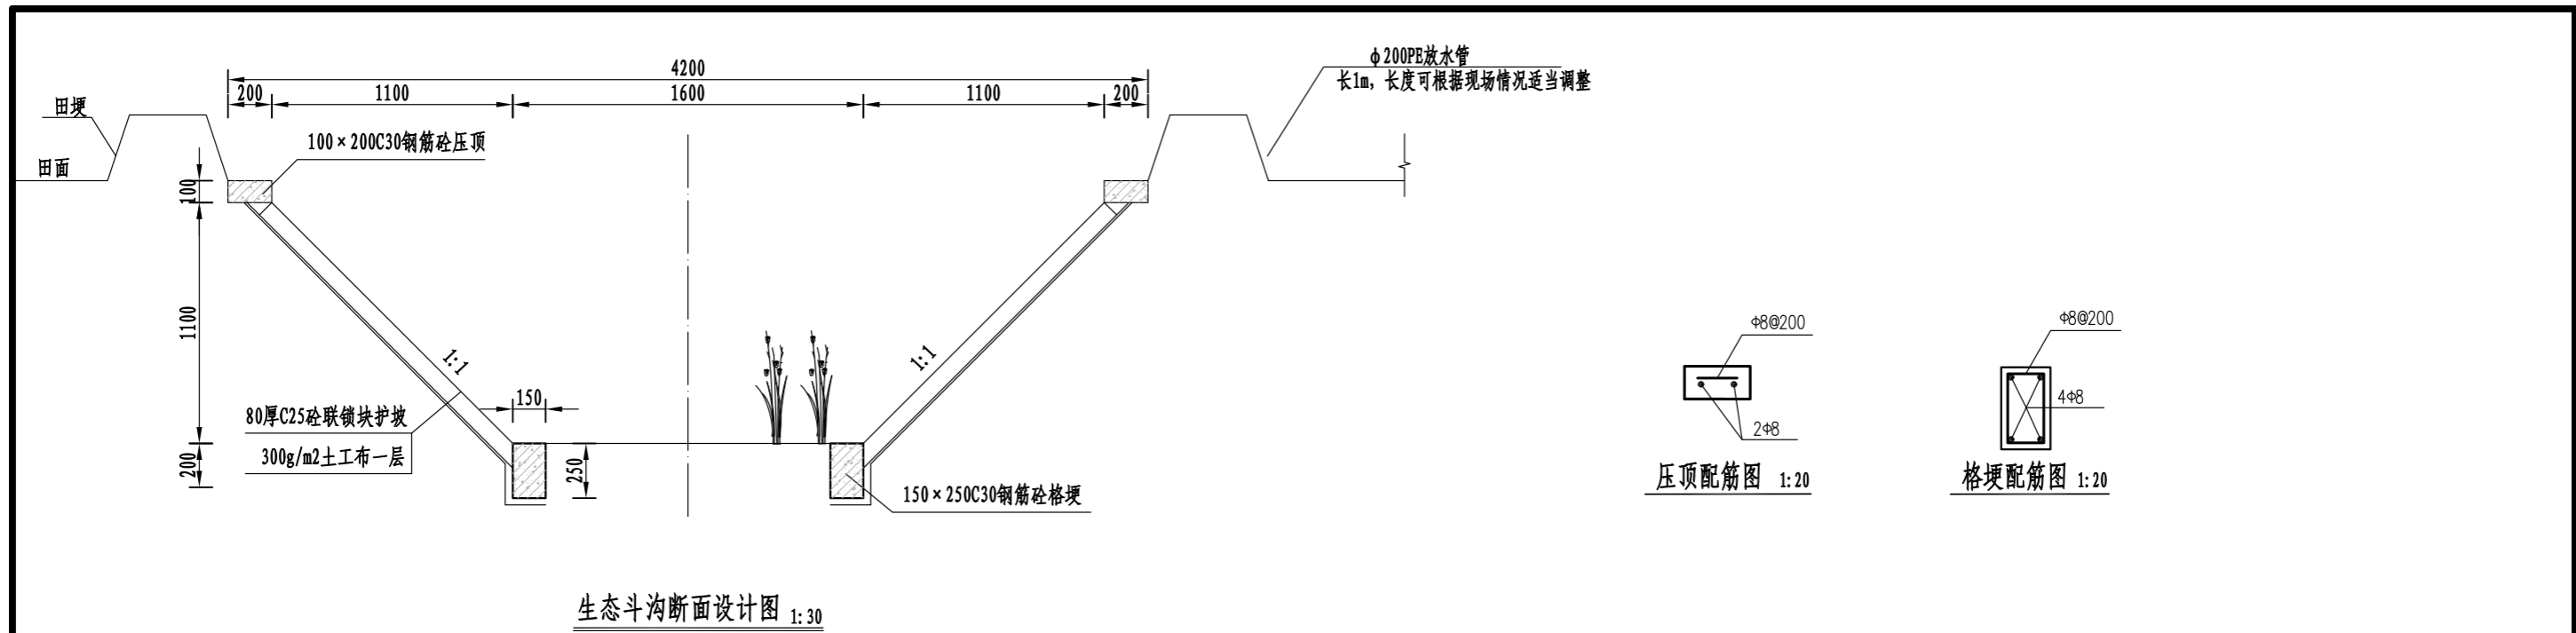 4200
200 1100 1600 1100 200
ф200PE放水管
长1m, 长度可根据现场情况适当调整
田埂
田面
100×200C30钢筋砼压顶
100
1100
200
1:1
1:1
150
250
80厚C25砼联锁块护坡
300g/m2土工布一层
150×250C30钢筋砼格埂
生态斗沟断面设计图 1:30
Φ8@200
2Φ8
压顶配筋图 1:20
Φ8@200
4Φ8
格埂配筋图 1:20